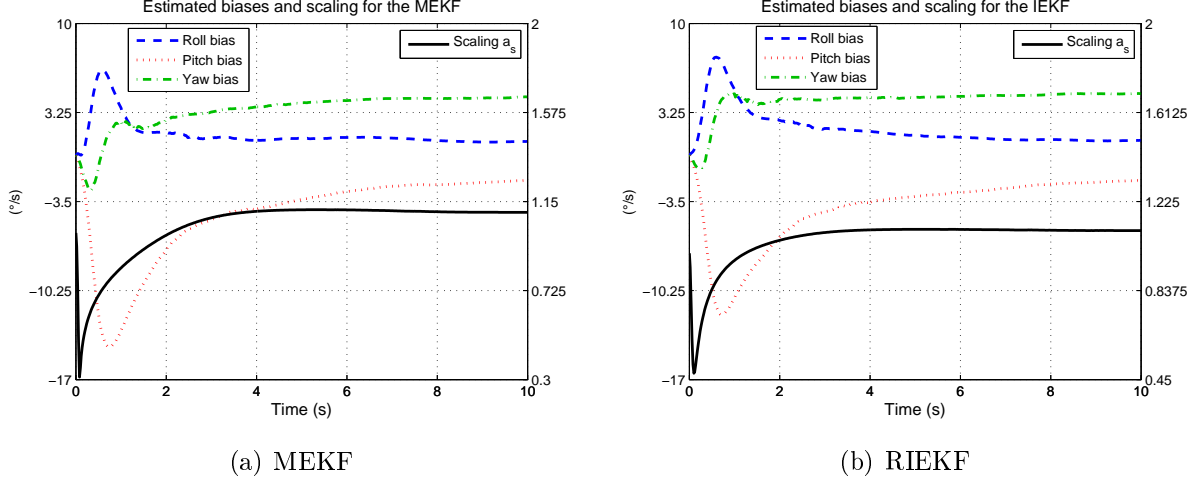 Estimated biases and scaling for the MEKF
10
3.25
−3.5
−10.25
−17
(°/s)
2
1.575
1.15
0.725
0.3
0
2
4
6
8
10
Time (s)
Roll bias
Pitch bias
Yaw bias
Scaling a_s
(a) MEKF
Estimated biases and scaling for the IEKF
10
3.25
−3.5
−10.25
−17
(°/s)
2
1.6125
1.225
0.8375
0.45
0
2
4
6
8
10
Time (s)
Roll bias
Pitch bias
Yaw bias
Scaling a_s
(b) RIEKF